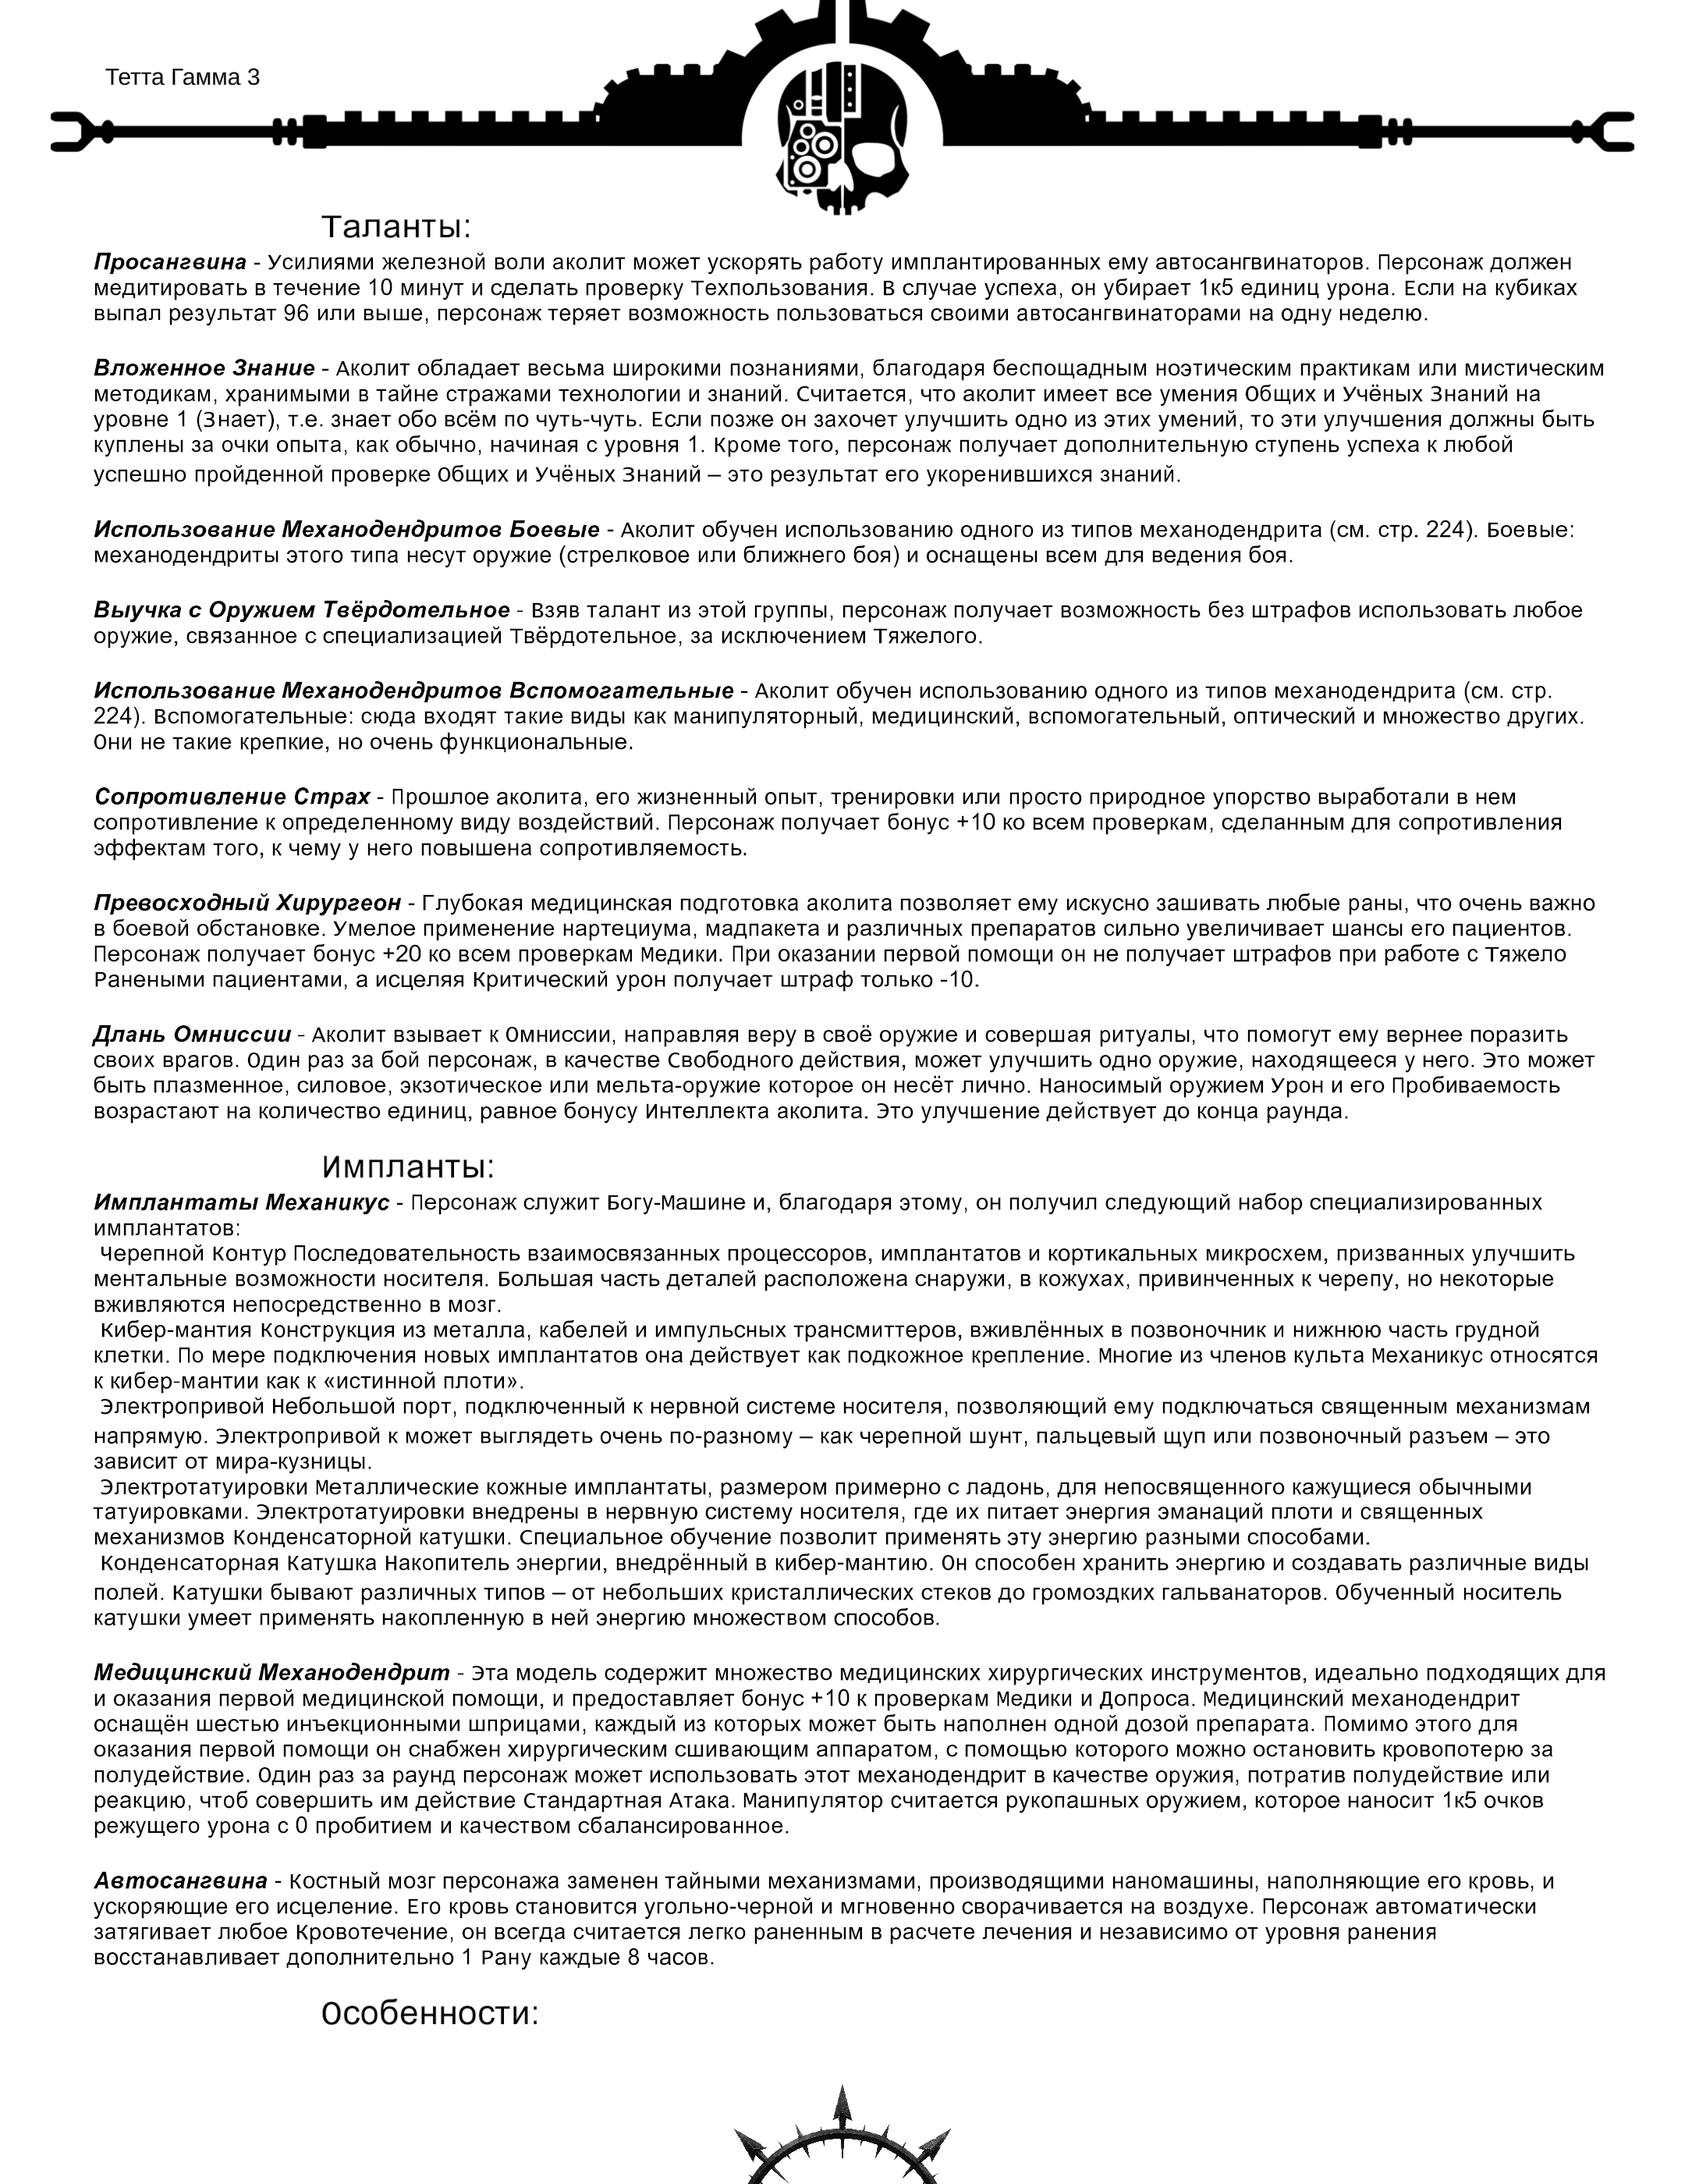 Тетта Гамма 3
Таланты:
Просангвина - Усилиями железной воли аколит может ускорять работу имплантированных ему автосангвинаторов. Персонаж должен
медитировать в течение 10 минут и сделать проверку Техпользования. В случае успеха, он убирает 1к5 единиц урона. Если на кубиках
выпал результат 96 или выше, персонаж теряет возможность пользоваться своими автосангвинаторами на одну неделю.
Вложенное Знание - Аколит обладает весьма широкими познаниями, благодаря беспощадным ноэтическим практикам или мистическим
методикам, хранимыми в тайне стражами технологии и знаний. Считается, что аколит имеет все умения Общих и Учёных Знаний на
уровне 1 (Знает), т.е. знает обо всём по чуть-чуть. Если позже он захочет улучшить одно из этих умений, то эти улучшения должны быть
куплены за очки опыта, как обычно, начиная с уровня 1. Кроме того, персонаж получает дополнительную ступень успеха к любой
успешно пройденной проверке Общих и Учёных Знаний – это результат его укоренившихся знаний.
Использование Механодендритов Боевые - Аколит обучен использованию одного из типов механодендрита (см. стр. 224). Боевые:
механодендриты этого типа несут оружие (стрелковое или ближнего боя) и оснащены всем для ведения боя.
Выучка с Оружием Твёрдотельное - Взяв талант из этой группы, персонаж получает возможность без штрафов использовать любое
оружие, связанное с специализацией Твёрдотельное, за исключением Тяжелого.
Использование Механодендритов Вспомогательные - Аколит обучен использованию одного из типов механодендрита (см. стр.
224). Вспомогательные: сюда входят такие виды как манипуляторный, медицинский, вспомогательный, оптический и множество других.
Они не такие крепкие, но очень функциональные.
Сопротивление Страх - Прошлое аколита, его жизненный опыт, тренировки или просто природное упорство выработали в нем
сопротивление к определенному виду воздействий. Персонаж получает бонус +10 ко всем проверкам, сделанным для сопротивления
эффектам того, к чему у него повышена сопротивляемость.
Превосходный Хирургеон - Глубокая медицинская подготовка аколита позволяет ему искусно зашивать любые раны, что очень важно
в боевой обстановке. Умелое применение нартециума, мадпакета и различных препаратов сильно увеличивает шансы его пациентов.
Персонаж получает бонус +20 ко всем проверкам Медики. При оказании первой помощи он не получает штрафов при работе с Тяжело
Ранеными пациентами, а исцеляя Критический урон получает штраф только -10.
Длань Омниссии - Аколит взывает к Омниссии, направляя веру в своё оружие и совершая ритуалы, что помогут ему вернее поразить
своих врагов. Один раз за бой персонаж, в качестве Свободного действия, может улучшить одно оружие, находящееся у него. Это может
быть плазменное, силовое, экзотическое или мельта-оружие которое он несёт лично. Наносимый оружием Урон и его Пробиваемость
возрастают на количество единиц, равное бонусу Интеллекта аколита. Это улучшение действует до конца раунда.
Импланты:
Имплантаты Механикус - Персонаж служит Богу-Машине и, благодаря этому, он получил следующий набор специализированных
имплантатов:
Черепной Контур Последовательность взаимосвязанных процессоров, имплантатов и кортикальных микросхем, призванных улучшить
ментальные возможности носителя. Большая часть деталей расположена снаружи, в кожухах, привинченных к черепу, но некоторые
вживляются непосредственно в мозг.
Кибер-мантия Конструкция из металла, кабелей и импульсных трансмиттеров, вживлённых в позвоночник и нижнюю часть грудной
клетки. По мере подключения новых имплантатов она действует как подкожное крепление. Многие из членов культа Механикус относятся
к кибер-мантии как к «истинной плоти».
Электропривой Небольшой порт, подключенный к нервной системе носителя, позволяющий ему подключаться священным механизмам
напрямую. Электропривой к может выглядеть очень по-разному – как черепной шунт, пальцевый щуп или позвоночный разъем – это
зависит от мира-кузницы.
Электротатуировки Металлические кожные имплантаты, размером примерно с ладонь, для непосвященного кажущиеся обычными
татуировками. Электротатуировки внедрены в нервную систему носителя, где их питает энергия эманаций плоти и священных
механизмов Конденсаторной катушки. Специальное обучение позволит применять эту энергию разными способами.
Конденсаторная Катушка Накопитель энергии, внедрённый в кибер-мантию. Он способен хранить энергию и создавать различные виды
полей. Катушки бывают различных типов – от небольших кристаллических стеков до громоздких гальванаторов. Обученный носитель
катушки умеет применять накопленную в ней энергию множеством способов.
Медицинский Механодендрит - Эта модель содержит множество медицинских хирургических инструментов, идеально подходящих для
и оказания первой медицинской помощи, и предоставляет бонус +10 к проверкам Медики и Допроса. Медицинский механодендрит
оснащён шестью инъекционными шприцами, каждый из которых может быть наполнен одной дозой препарата. Помимо этого для
оказания первой помощи он снабжен хирургическим сшивающим аппаратом, с помощью которого можно остановить кровопотерю за
полудействие. Один раз за раунд персонаж может использовать этот механодендрит в качестве оружия, потратив полудействие или
реакцию, чтоб совершить им действие Стандартная Атака. Манипулятор считается рукопашных оружием, которое наносит 1к5 очков
режущего урона с 0 пробитием и качеством сбалансированное.
Автосангвина - Костный мозг персонажа заменен тайными механизмами, производящими наномашины, наполняющие его кровь, и
ускоряющие его исцеление. Его кровь становится угольно-черной и мгновенно сворачивается на воздухе. Персонаж автоматически
затягивает любое Кровотечение, он всегда считается легко раненным в расчете лечения и независимо от уровня ранения
восстанавливает дополнительно 1 Рану каждые 8 часов.
Особенности: